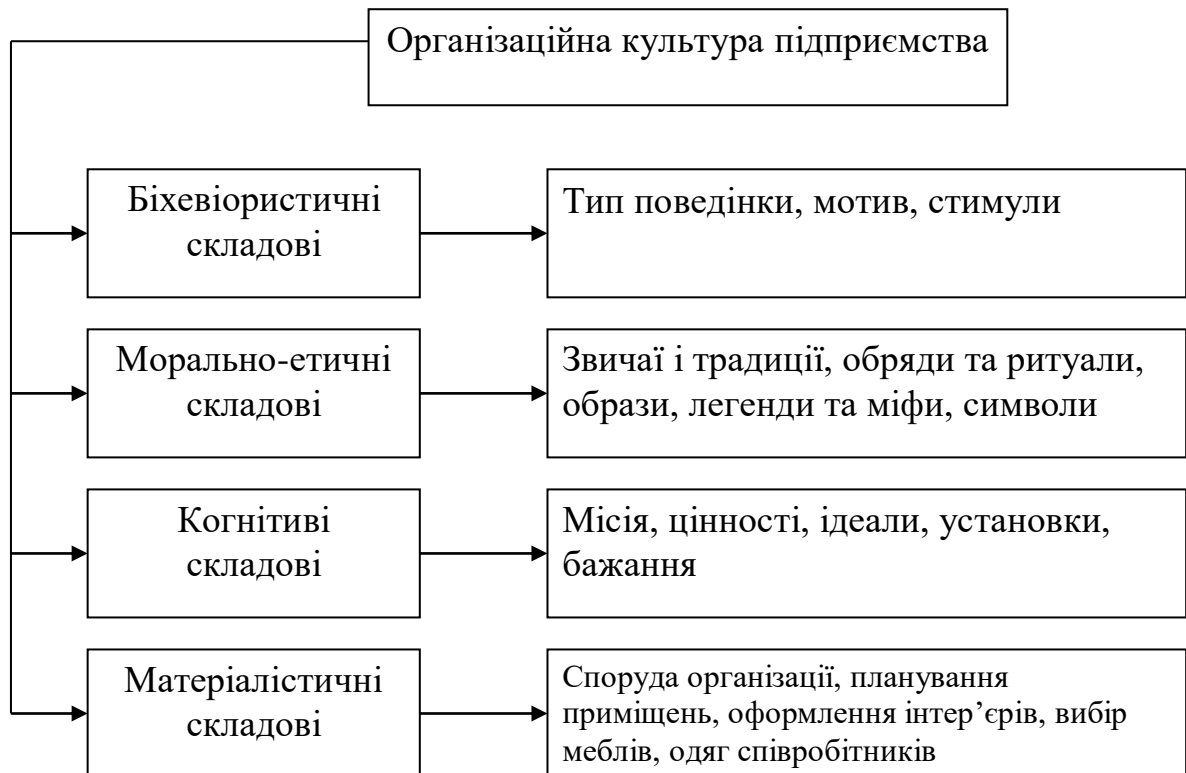 Організаційна культура підприємства
Біхевіористичні
складові
Тип поведінки, мотив, стимули
Морально-етичні
складові
Звичаї і традиції, обряди та ритуали,
образи, легенди та міфи, символи
Когнітиві
складові
Місія, цінності, ідеали, установки,
бажання
Матеріалістичні
складові
Споруда організації, планування
приміщень, оформлення інтер’єрів, вибір
меблів, одяг співробітників